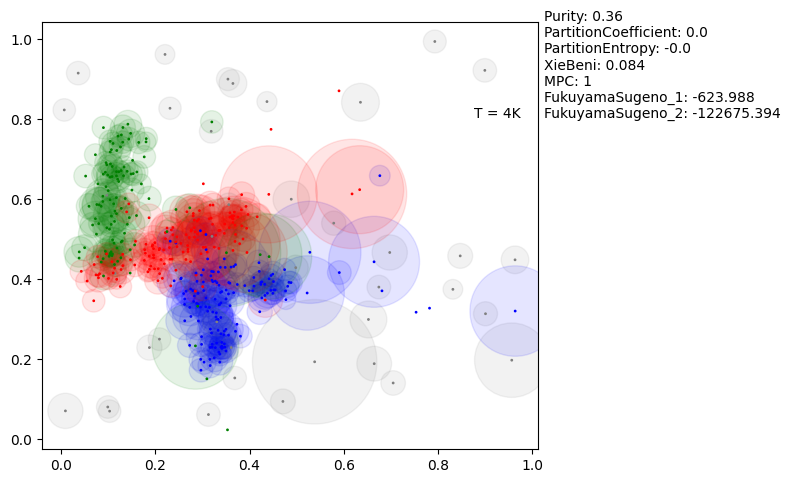 Purity: 0.36
PartitionCoefficient: 0.0
PartitionEntropy: -0.0
XieBeni: 0.084
MPC: 1
FukuyamaSugeno_1: -623.988
FukuyamaSugeno_2: -122675.394
T = 4K
1.0
0.8
0.6
0.4
0.2
0.0
0.0 0.2 0.4 0.6 0.8 1.0